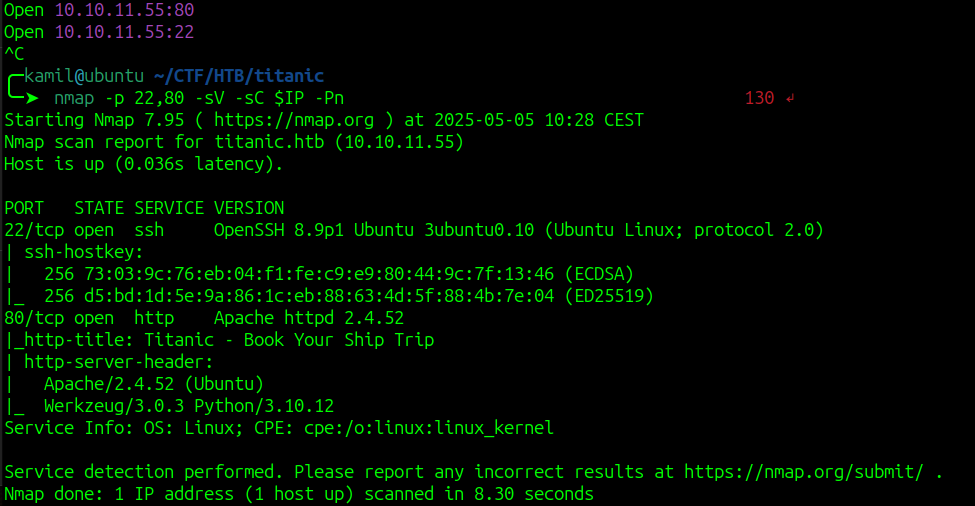 Open 10.10.11.55:80
Open 10.10.11.55:22
^C
kamil@ubuntu ~/CTF/HTB/titanic
nmap -p 22,80 -sV -sC $IP -Pn 130 ↲
Starting Nmap 7.95 ( https://nmap.org ) at 2025-05-05 10:28 CEST
Nmap scan report for titanic.htb (10.10.11.55)
Host is up (0.036s latency).
PORT   STATE SERVICE VERSION
22/tcp open  ssh     OpenSSH 8.9p1 Ubuntu 3ubuntu0.10 (Ubuntu Linux; protocol 2.0)
| ssh-hostkey:
|   256 73:03:9c:76:eb:04:f1:fe:c9:e9:80:44:9c:7f:13:46 (ECDSA)
|_  256 d5:bd:1d:5e:9a:86:1c:eb:88:63:4d:5f:88:4b:7e:04 (ED25519)
80/tcp open  http    Apache httpd 2.4.52
|_http-title: Titanic - Book Your Ship Trip
| http-server-header:
|   Apache/2.4.52 (Ubuntu)
|_  Werkzeug/3.0.3 Python/3.10.12
Service Info: OS: Linux; CPE: cpe:/o:linux:linux_kernel
Service detection performed. Please report any incorrect results at https://nmap.org/submit/ .
Nmap done: 1 IP address (1 host up) scanned in 8.30 seconds